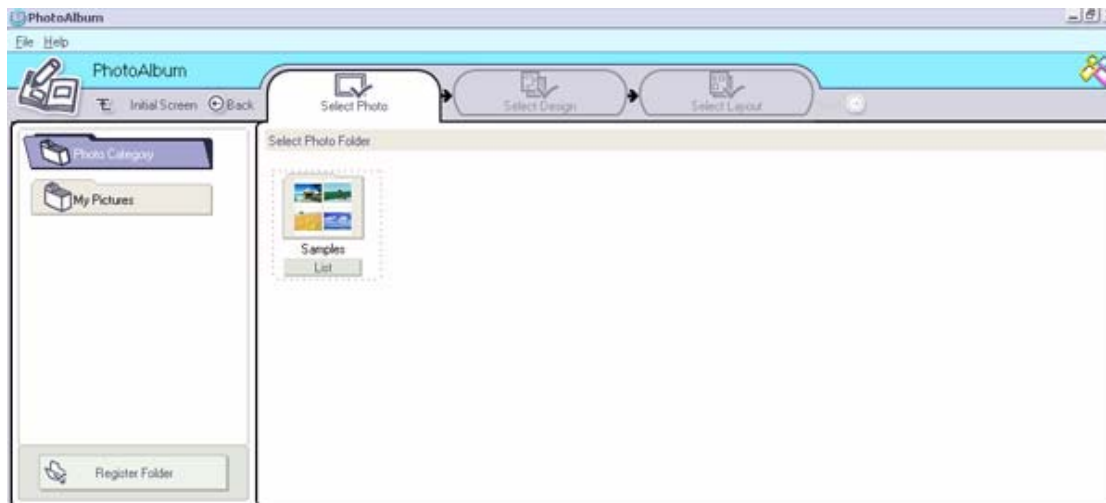 PhotoAlbum
File Help
PhotoAlbum
Initial Screen Back
Select Photo
Select Design
Select Layout
Photo Category
My Pictures
Register Folder
Select Photo Folder
Samples
List